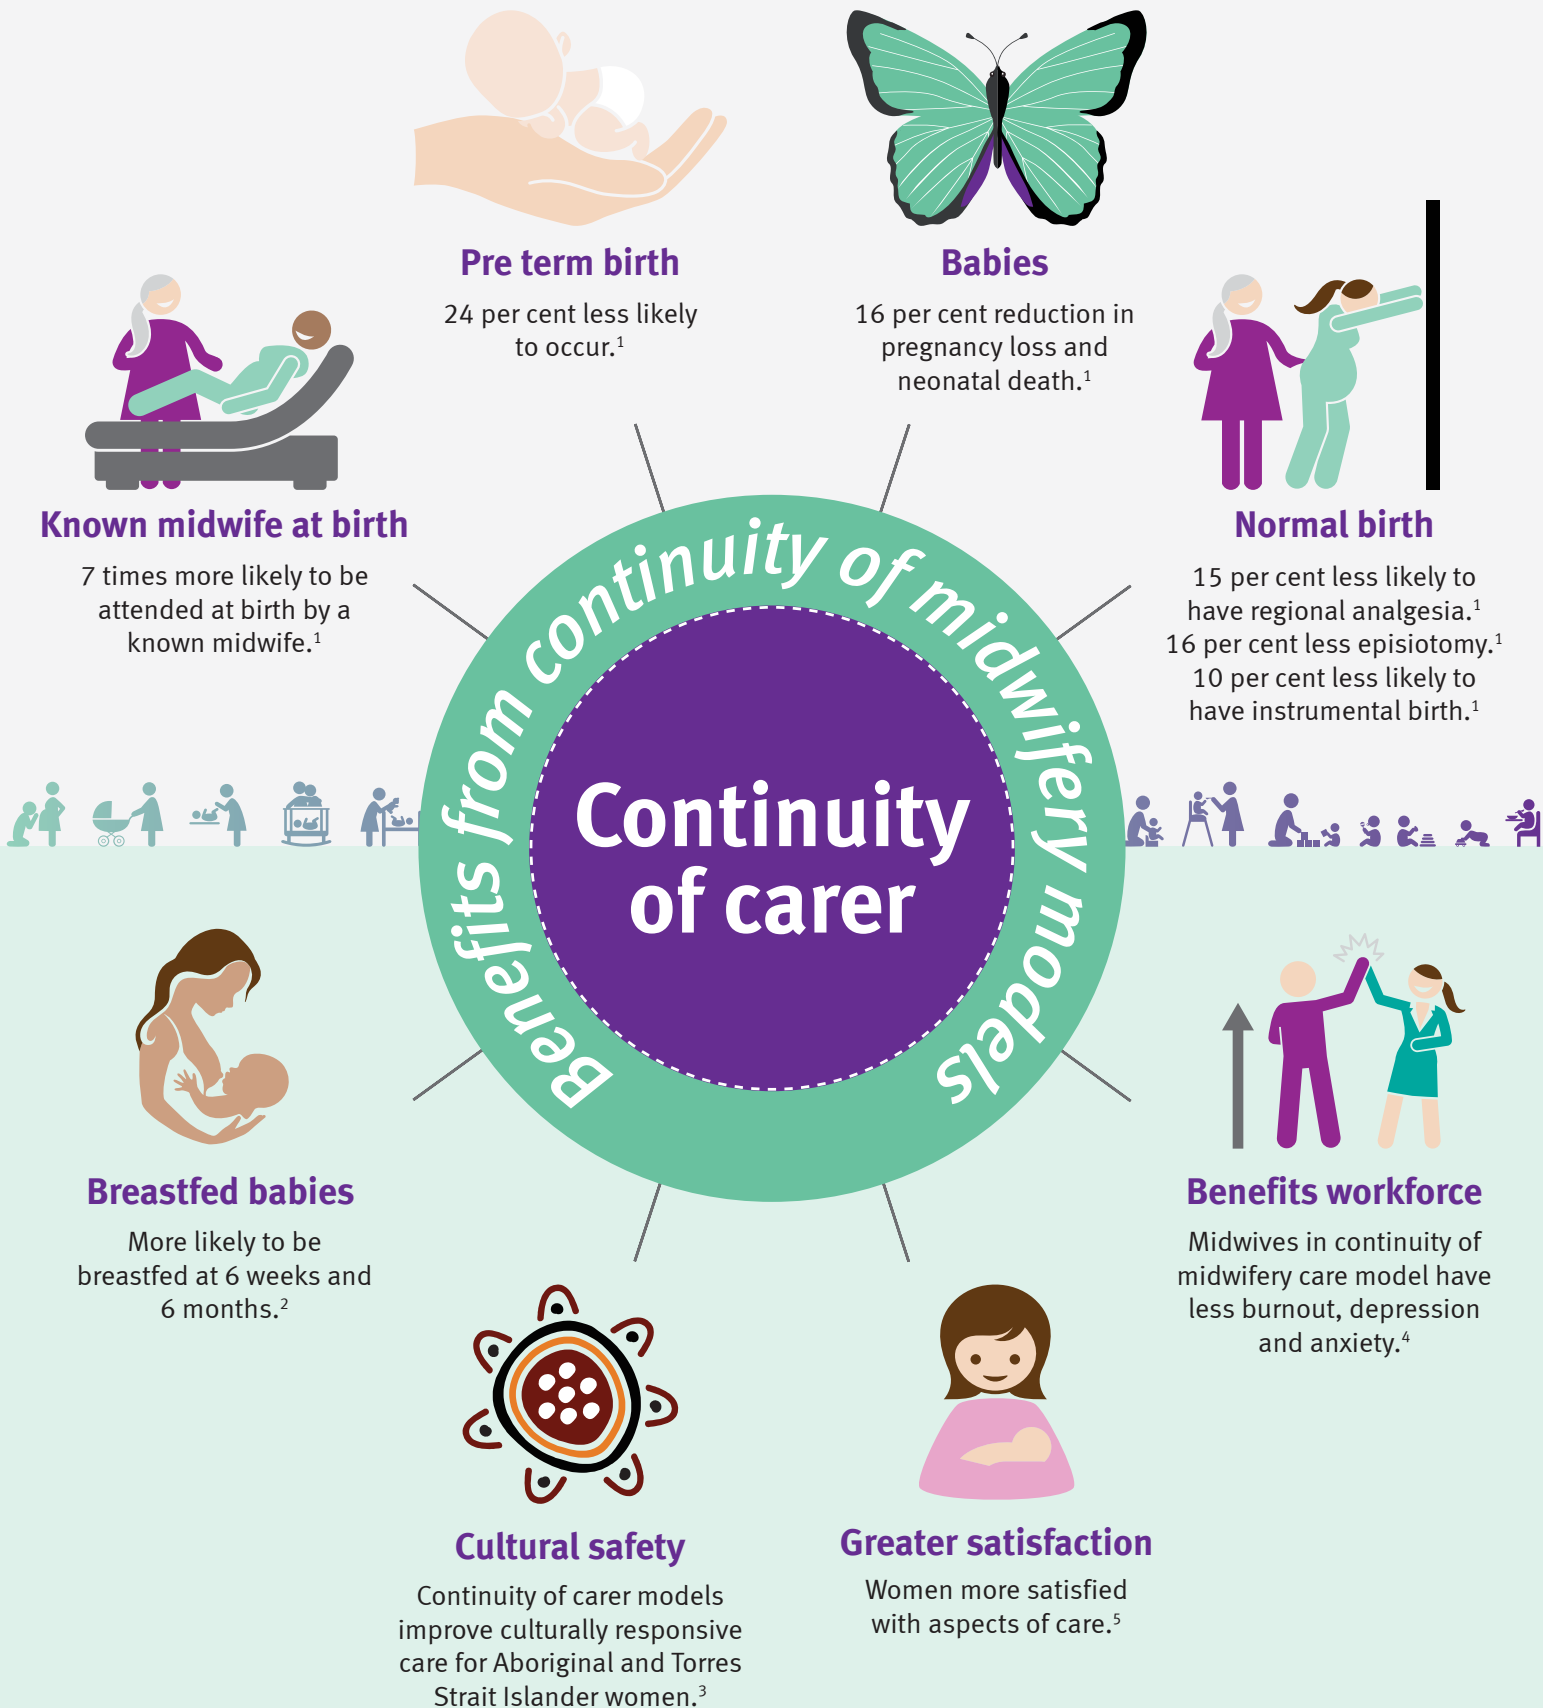 Pre term birth
24 per cent less likely
to occur.¹
Babies
16 per cent reduction in
pregnancy loss and
neonatal death.¹
Known midwife at birth
7 times more likely to be
attended at birth by a
known midwife.¹
Normal birth
15 per cent less likely to
have regional analgesia.¹
16 per cent less episiotomy.¹
10 per cent less likely to
have instrumental birth.¹
Benefits from continuity of midwifery models
Continuity
of carer
Breastfed babies
More likely to be
breastfed at 6 weeks and
6 months.²
Benefits workforce
Midwives in continuity of
midwifery care model have
less burnout, depression
and anxiety.⁴
Cultural safety
Continuity of carer models
improve culturally responsive
care for Aboriginal and Torres
Strait Islander women.³
Greater satisfaction
Women more satisfied
with aspects of care.⁵